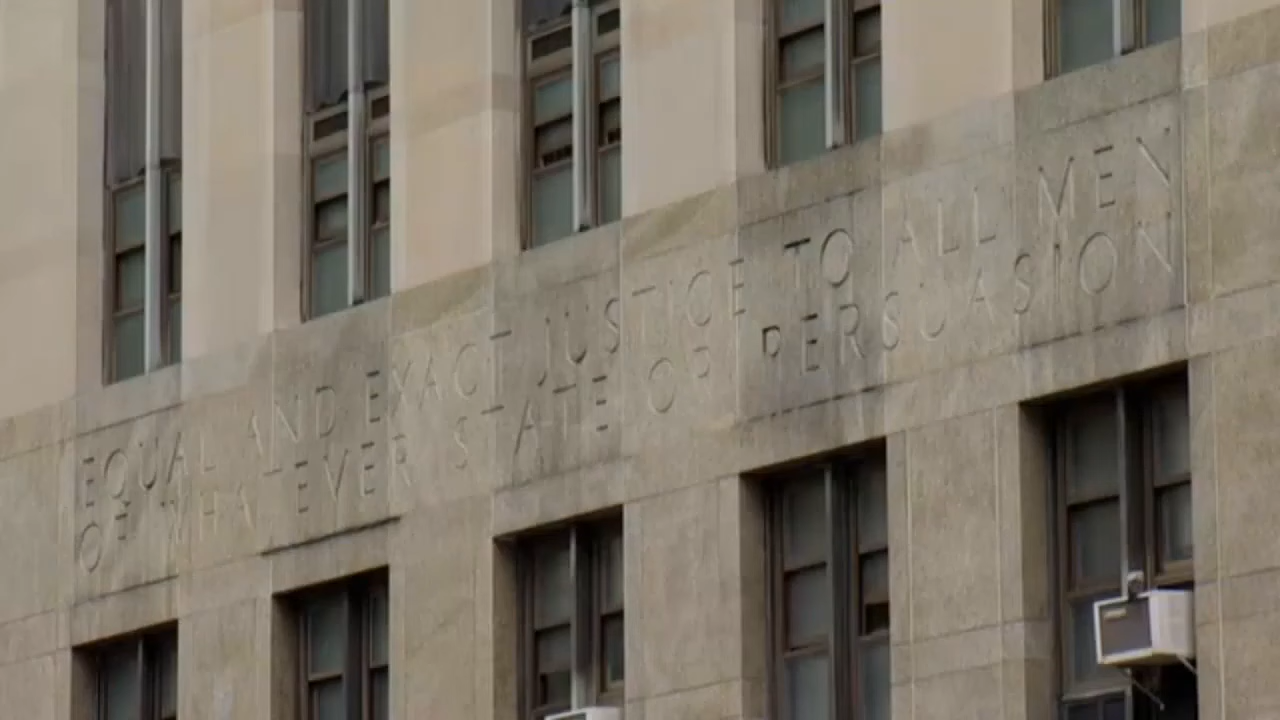 EQUAL AND EXACT JUSTICE TO ALL MEN
OF WHATEVER STATE OR PERSUASION